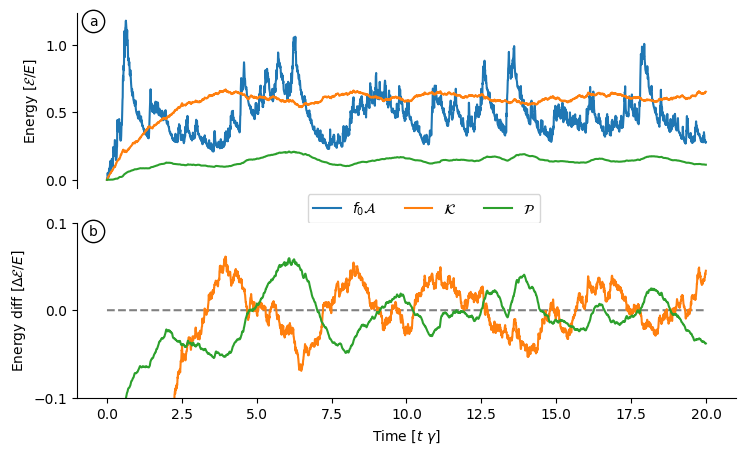 a
1.0
0.5
0.0
Energy [ℰ/E]
f₀𝒜 𝒦 𝒫
b
0.1
0.0
−0.1
Energy diff [Δℰ/E]
0.0 2.5 5.0 7.5 10.0 12.5 15.0 17.5 20.0
Time [t γ]